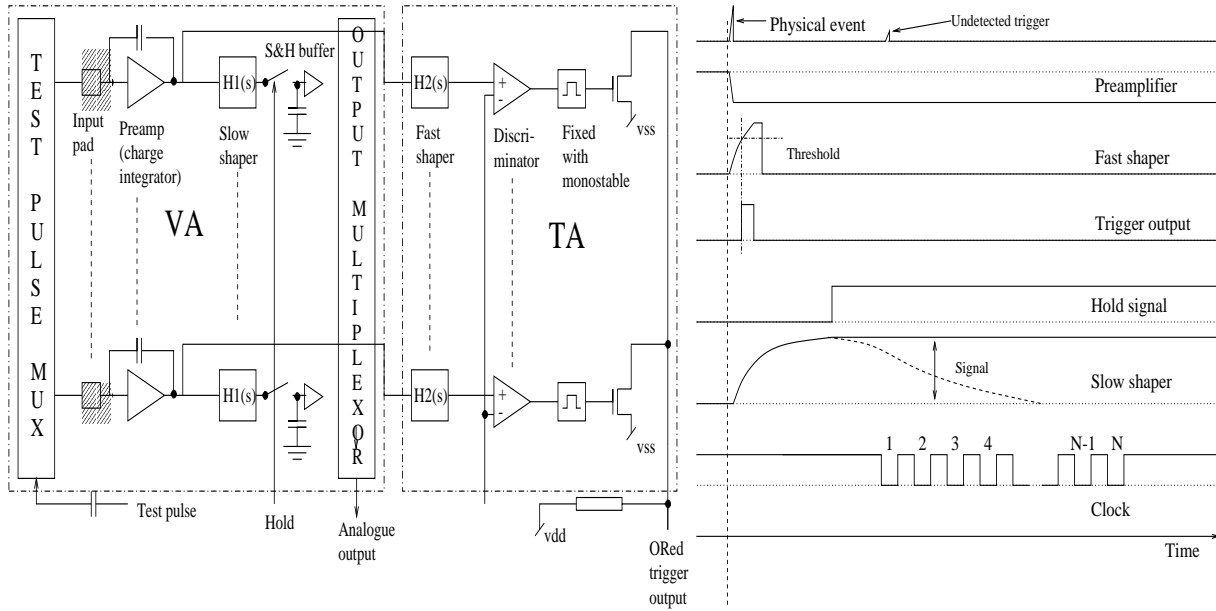 TEST PULSE MUX
Input
pad
Preamp
(charge
integrator)
H1(s)
Slow
shaper
S&H buffer
VA
H1(s)
Test pulse
Hold
OUTPUT MULTIPLEXOR
Analogue
output
H2(s)
Fast
shaper
+
-
Discri-
minator
Fixed
with
monostable
vss
TA
H2(s)
+
-
vss
vdd
ORed
trigger
output
Physical event
Undetected trigger
Preamplifier
Threshold
Fast shaper
Trigger output
Hold signal
Signal
Slow shaper
1 2 3 4 N-1 N
Clock
Time